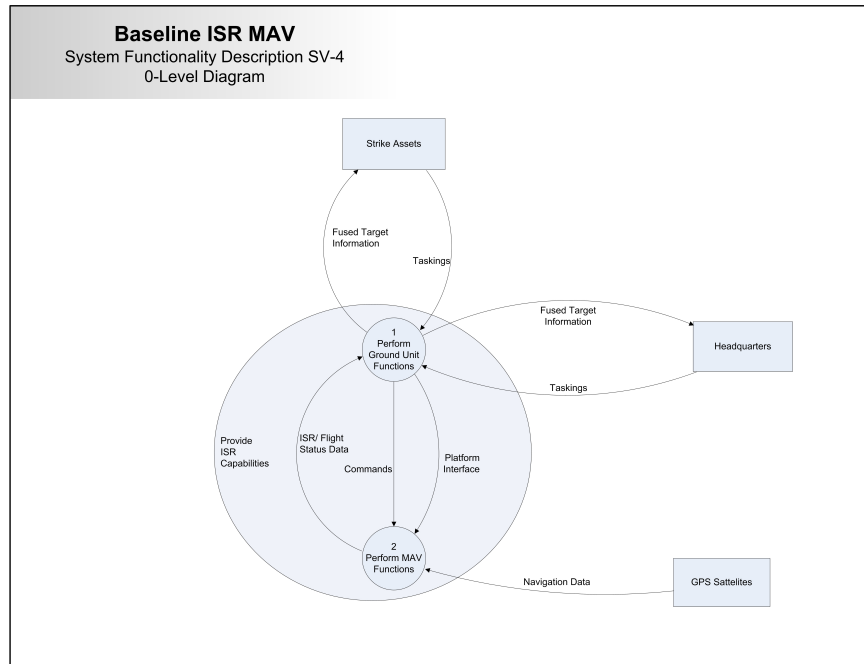 Baseline ISR MAV
System Functionality Description SV-4
0-Level Diagram
Strike Assets
Fused Target
Information
Taskings
Fused Target
Information
1
Perform
Ground Unit
Functions
Headquarters
Taskings
Provide
ISR
Capabilities
ISR/ Flight
Status Data
Commands
Platform
Interface
2
Perform MAV
Functions
Navigation Data
GPS Sattelites